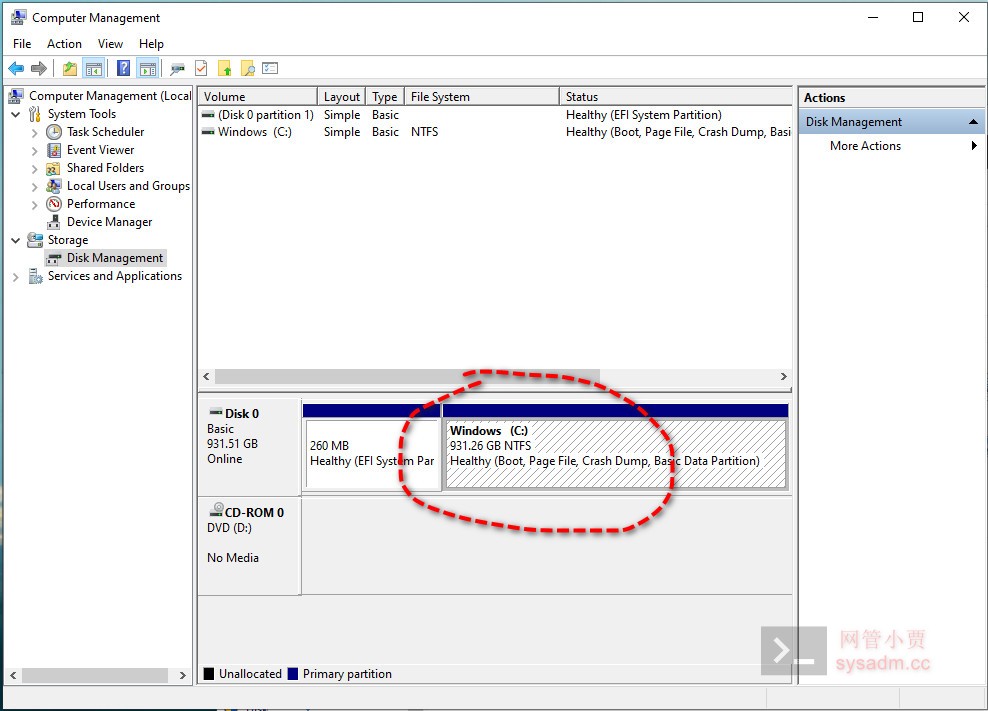 Computer Management
File Action View Help
Computer Management (Local
System Tools
Task Scheduler
Event Viewer
Shared Folders
Local Users and Groups
Performance
Device Manager
Storage
Disk Management
Services and Applications
Volume Layout Type File System Status
(Disk 0 partition 1) Simple Basic Healthy (EFI System Partition)
Windows (C:) Simple Basic NTFS Healthy (Boot, Page File, Crash Dump, Basi
Disk 0
Basic
931.51 GB
Online
260 MB
Healthy (EFI System Par
Windows (C:)
931.26 GB NTFS
Healthy (Boot, Page File, Crash Dump, Basic Data Partition)
CD-ROM 0
DVD (D:)
No Media
Unallocated Primary partition
Actions
Disk Management
More Actions
网管小贾
sysadm.cc